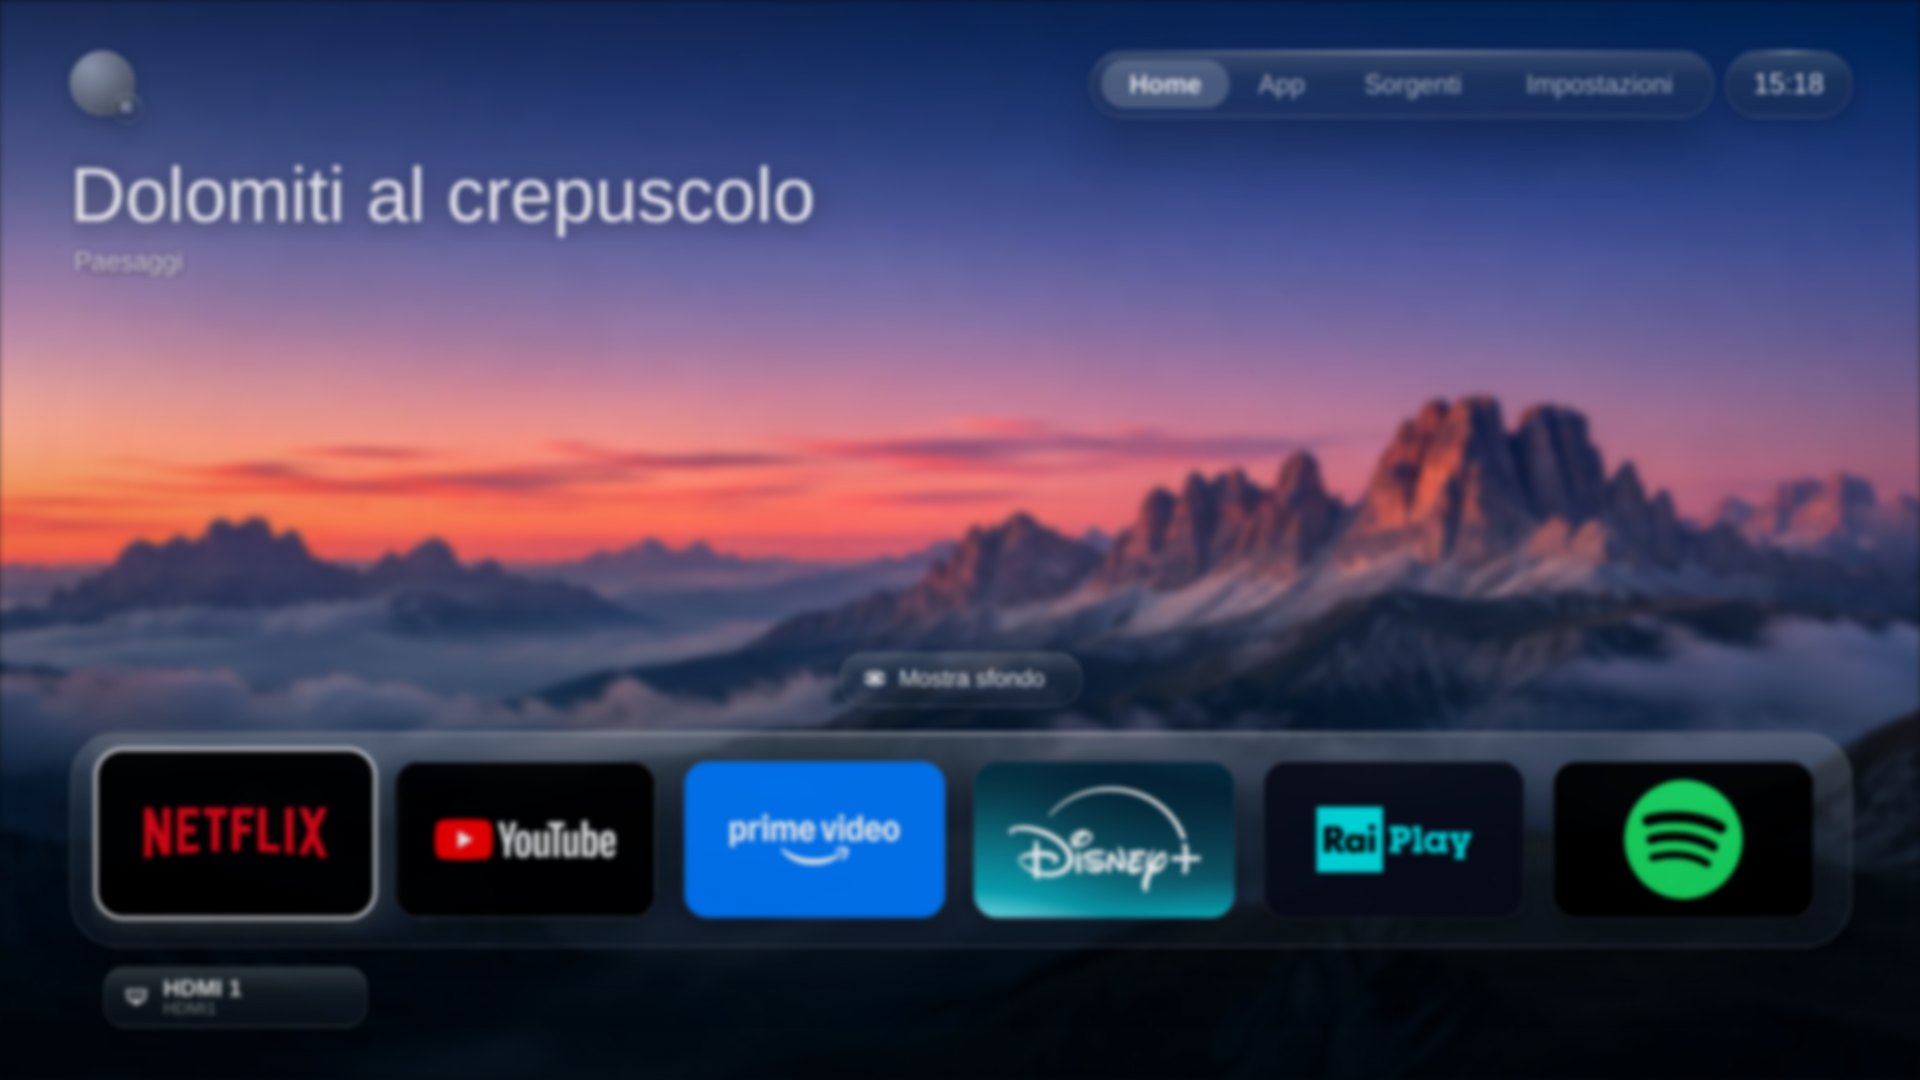 Home App Sorgenti Impostazioni 15:18
Dolomiti al crepuscolo
Paesaggi
Mostra sfondo
NETFLIX
YouTube
prime video
Disney+
Rai Play
HDMI 1
HDMI1